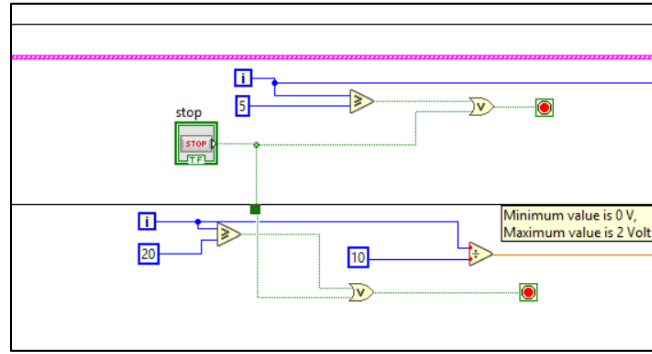 i
5
stop
STOP
TF
i
20
10
Minimum value is 0 V,
Maximum value is 2 Volt